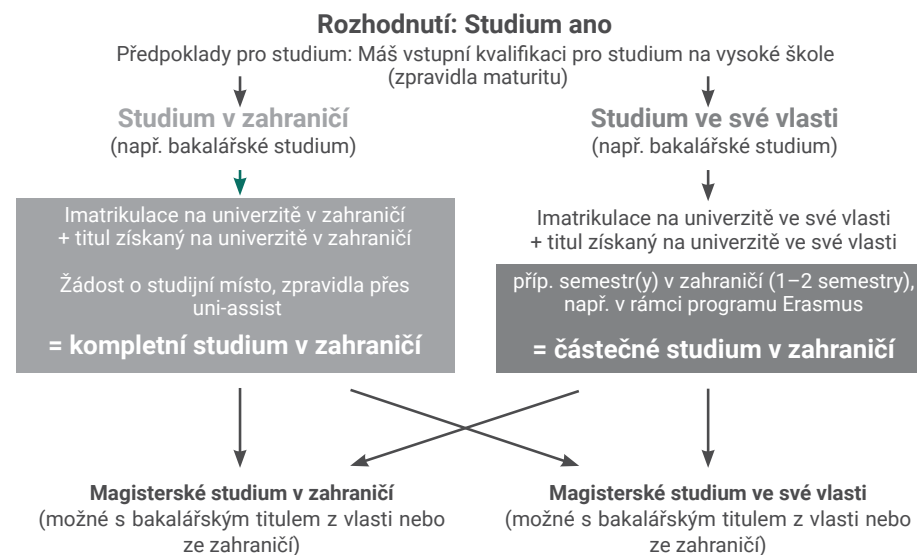 Rozhodnutí: Studium ano
Předpoklady pro studium: Máš vstupní kvalifikaci pro studium na vysoké škole
(zpravidla maturitu)
Studium v zahraničí
(např. bakalářské studium)
Imatrikulace na univerzitě v zahraničí
+ titul získaný na univerzitě v zahraničí
Žádost o studijní místo, zpravidla přes
uni-assist
= kompletní studium v zahraničí
Studium ve své vlasti
(např. bakalářské studium)
Imatrikulace na univerzitě ve své vlasti
+ titul získaný na univerzitě ve své vlasti
příp. semestr(y) v zahraničí (1–2 semestry),
např. v rámci programu Erasmus
= částečné studium v zahraničí
Magisterské studium v zahraničí
(možné s bakalářským titulem z vlasti nebo
ze zahraničí)
Magisterské studium ve své vlasti
(možné s bakalářským titulem z vlasti nebo
ze zahraničí)